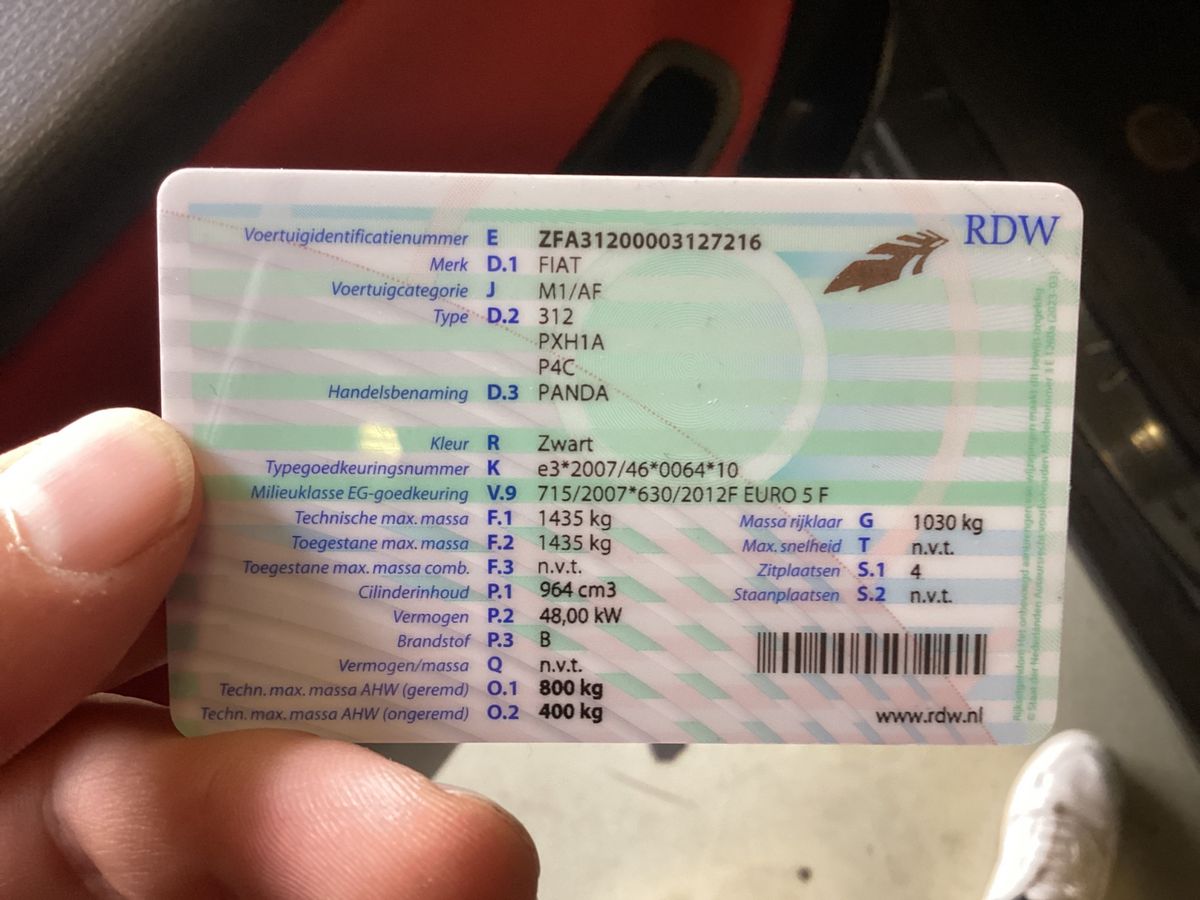 RDW
Voertuigidentificatienummer E ZFA31200003127216
Merk D.1 FIAT
Voertuigcategorie J M1/AF
Type D.2 312
PXH1A
P4C
Handelsbenaming D.3 PANDA
Kleur R Zwart
Typegoedkeuringsnummer K e3*2007/46*0064*10
Milieuklasse EG-goedkeuring V.9 715/2007*630/2012F EURO 5 F
Technische max. massa F.1 1435 kg Massa rijklaar G 1030 kg
Toegestane max. massa F.2 1435 kg Max. snelheid T n.v.t.
Toegestane max. massa comb. F.3 n.v.t. Zitplaatsen S.1 4
Cilinderinhoud P.1 964 cm3 Staanplaatsen S.2 n.v.t.
Vermogen P.2 48,00 kW
Brandstof P.3 B
Vermogen/massa Q n.v.t.
Techn. max. massa AHW (geremd) O.1 800 kg
Techn. max. massa AHW (ongeremd) O.2 400 kg
www.rdw.nl